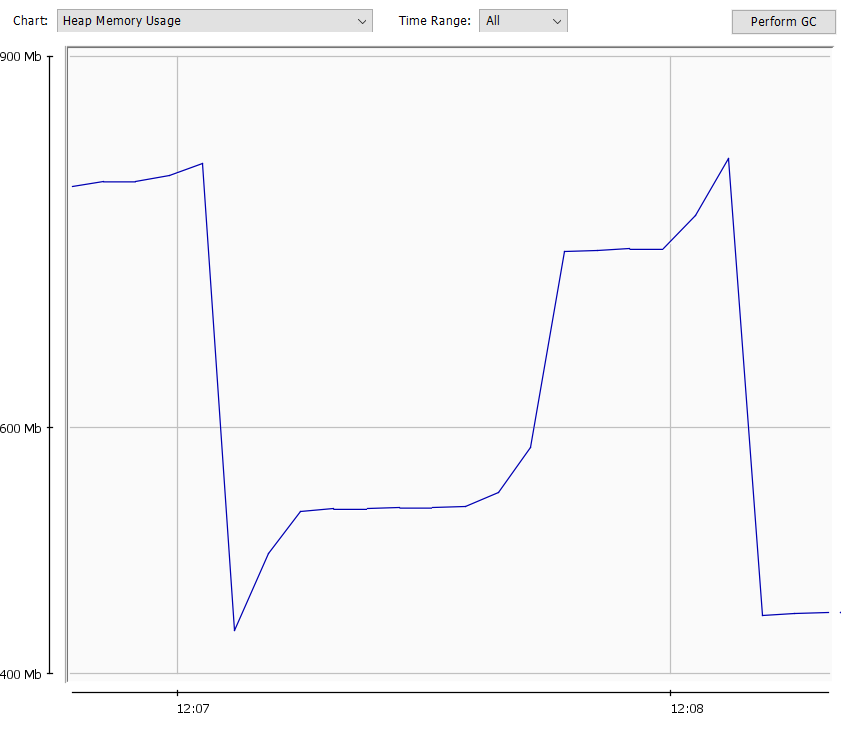 Chart: Heap Memory Usage Time Range: All Perform GC
900 Mb
600 Mb
400 Mb
12:07 12:08